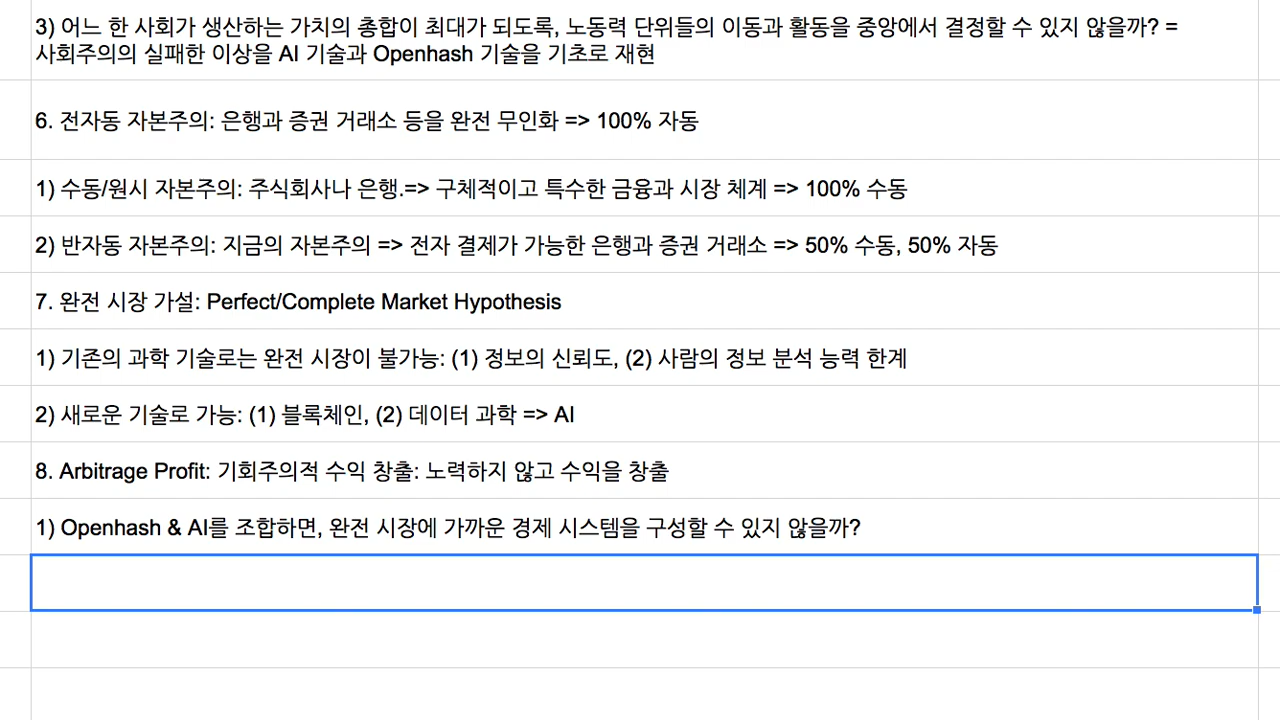 3) 어느 한 사회가 생산하는 가치의 총합이 최대가 되도록, 노동력 단위들의 이동과 활동을 중앙에서 결정할 수 있지 않을까? =
사회주의의 실패한 이상을 AI 기술과 Openhash 기술을 기초로 재현
6. 전자동 자본주의: 은행과 증권 거래소 등을 완전 무인화 => 100% 자동
1) 수동/원시 자본주의: 주식회사나 은행.=> 구체적이고 특수한 금융과 시장 체계 => 100% 수동
2) 반자동 자본주의: 지금의 자본주의 => 전자 결제가 가능한 은행과 증권 거래소 => 50% 수동, 50% 자동
7. 완전 시장 가설: Perfect/Complete Market Hypothesis
1) 기존의 과학 기술로는 완전 시장이 불가능: (1) 정보의 신뢰도, (2) 사람의 정보 분석 능력 한계
2) 새로운 기술로 가능: (1) 블록체인, (2) 데이터 과학 => AI
8. Arbitrage Profit: 기회주의적 수익 창출: 노력하지 않고 수익을 창출
1) Openhash & AI를 조합하면, 완전 시장에 가까운 경제 시스템을 구성할 수 있지 않을까?